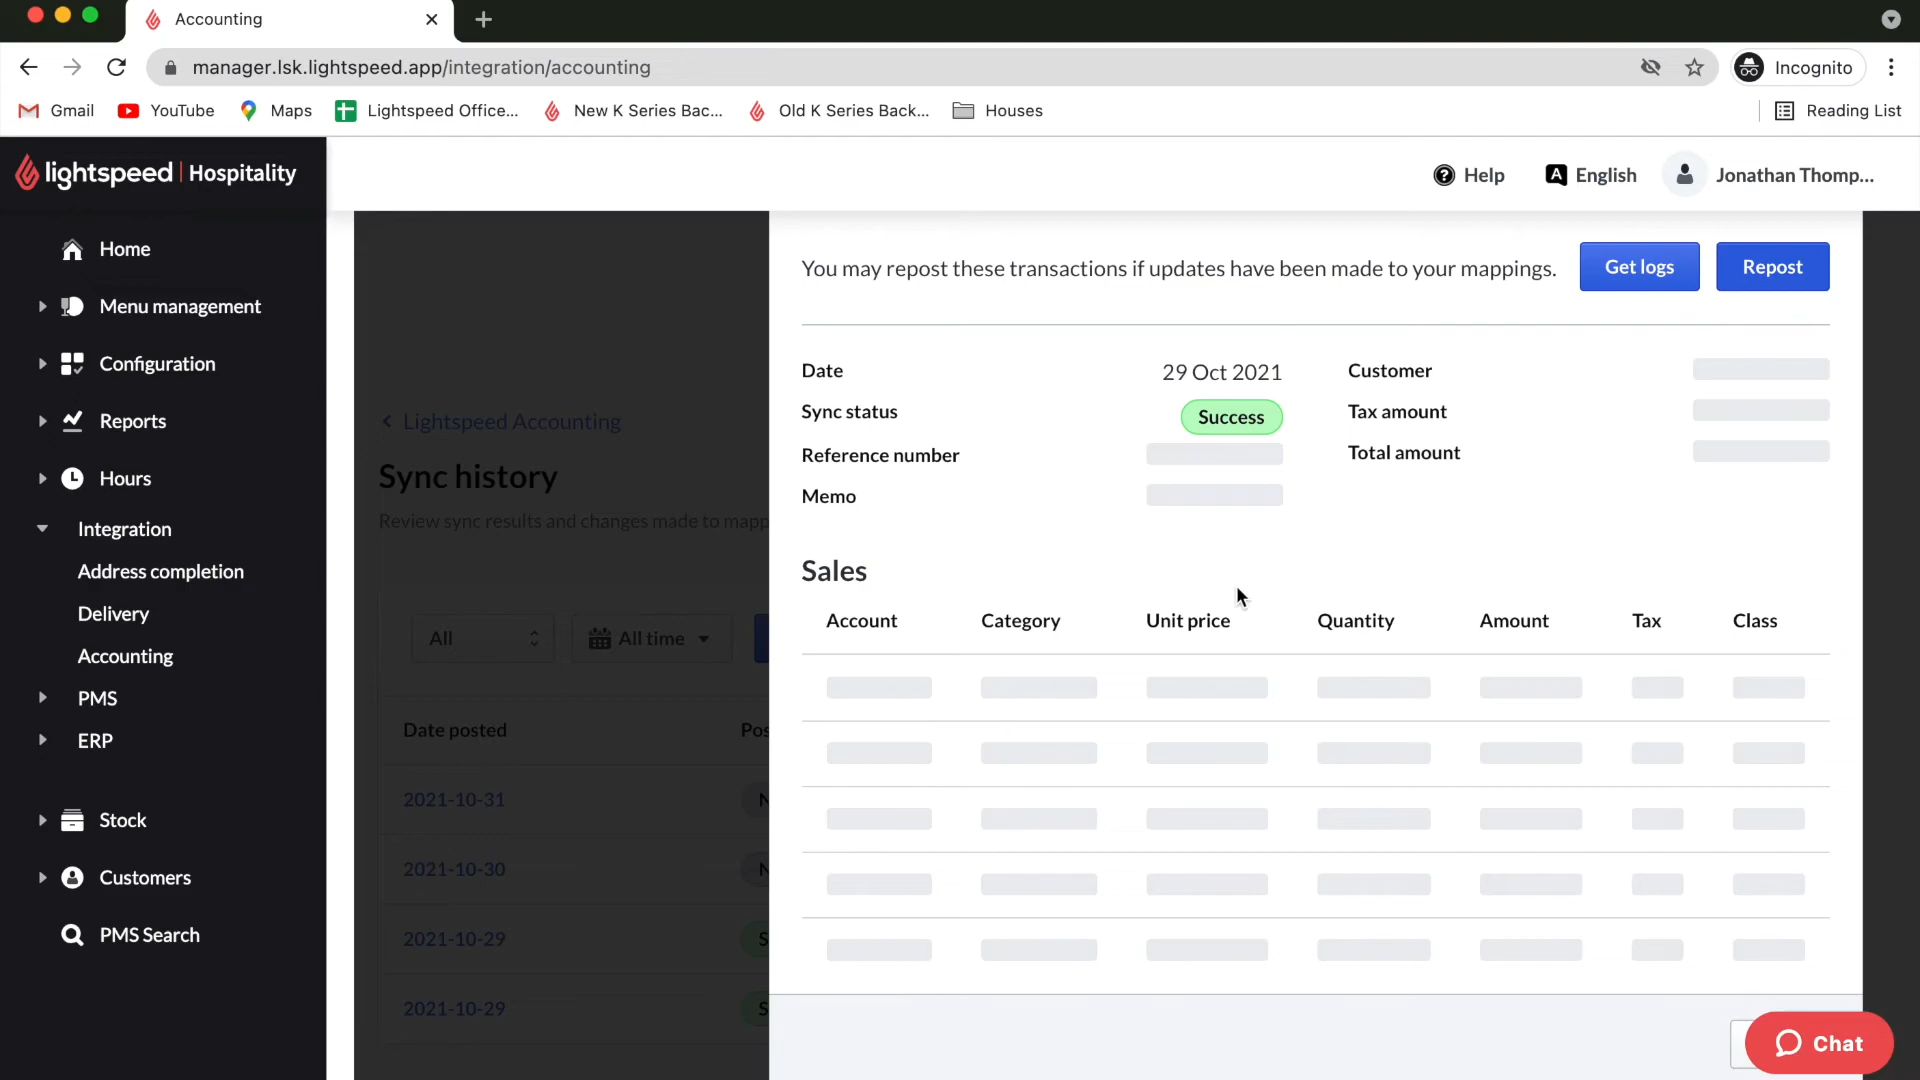 Accounting
manager.lsk.lightspeed.app/integration/accounting
Incognito
Gmail
YouTube
Maps
Lightspeed Office...
New K Series Bac...
Old K Series Back...
Houses
Reading List
lightspeed | Hospitality
Help
English
Jonathan Thomp...
Home
Menu management
Configuration
Reports
Hours
Integration
Address completion
Delivery
Accounting
PMS
ERP
Stock
Customers
PMS Search
Lightspeed Accounting
Sync history
Review sync results and changes made to mapp
All
All time
Date posted
Pos
2021-10-31
N
2021-10-30
N
2021-10-29
S
2021-10-29
S
You may repost these transactions if updates have been made to your mappings.
Get logs
Repost
Date
29 Oct 2021
Customer
Sync status
Success
Tax amount
Reference number
Total amount
Memo
Sales
Account Category Unit price Quantity Amount Tax Class
Chat